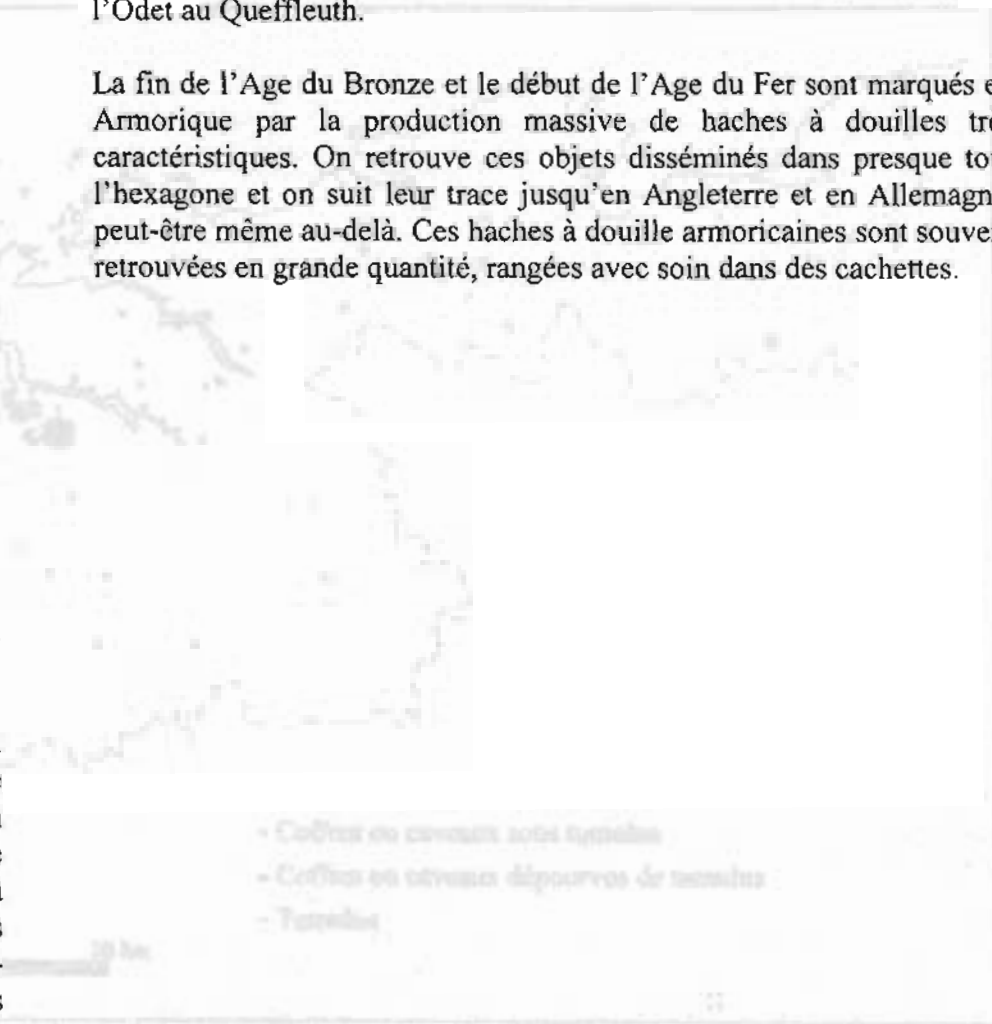 l'Odet au Queffleuth.
La fin de l'Age du Bronze et le début de l'Age du Fer sont marqués
Armorique par la production massive de haches à douilles
caractéristiques. On retrouve ces objets disséminés dans presque
l'hexagone et on suit leur trace jusqu'en Angleterre et en
peut-être même au-delà. Ces haches à douille armoricaines sont
retrouvées en grande quantité, rangées avec soin dans des cachettes.
- Coffres ou caveaux sous tumulus
- Coffres ou caveaux dépourvus de tumulus
- Tumulus